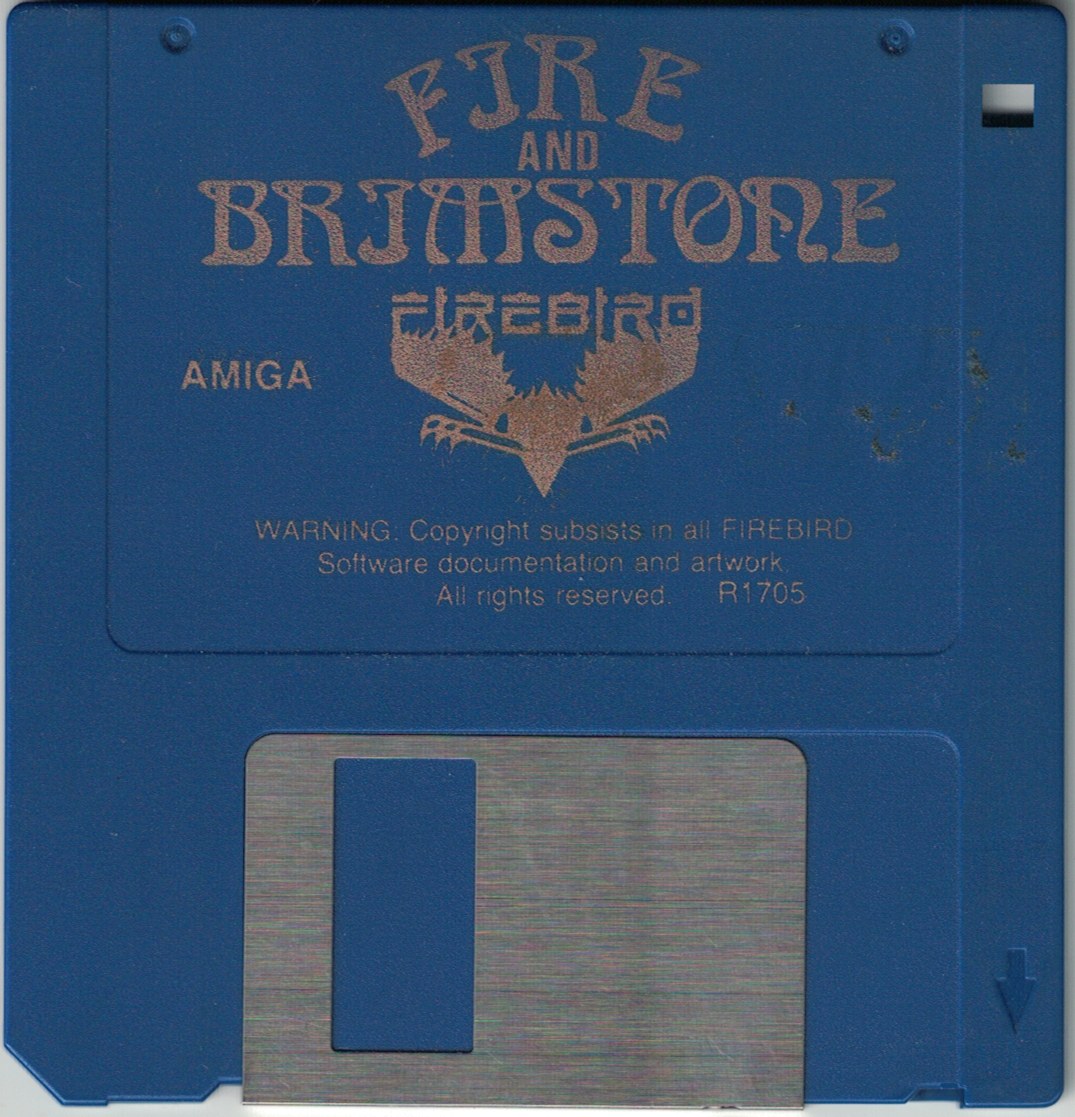 FIRE
AND
BRIMSTONE
FIREBIRD
AMIGA
WARNING: Copyright subsists in all FIREBIRD
Software documentation and artwork.
All rights reserved. R1705